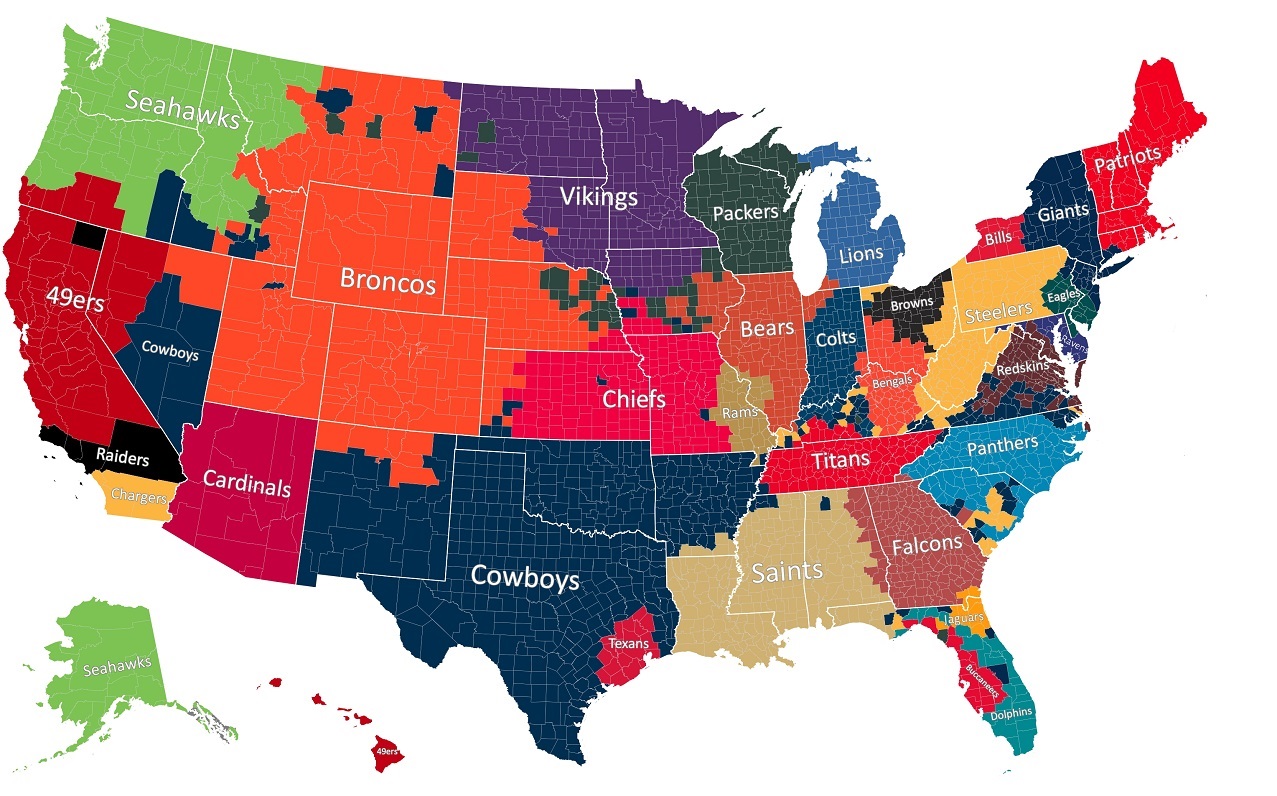 Seahawks
Patriots
Vikings
Packers
Giants
Bills
Lions
Broncos
49ers
Browns
Eagles
Steelers
Bears
Colts
Ravens
Cowboys
Redskins
Bengals
Chiefs
Rams
Panthers
Raiders
Titans
Cardinals
Chargers
Falcons
Saints
Cowboys
Jaguars
Texans
Seahawks
Buccaneers
Dolphins
49ers